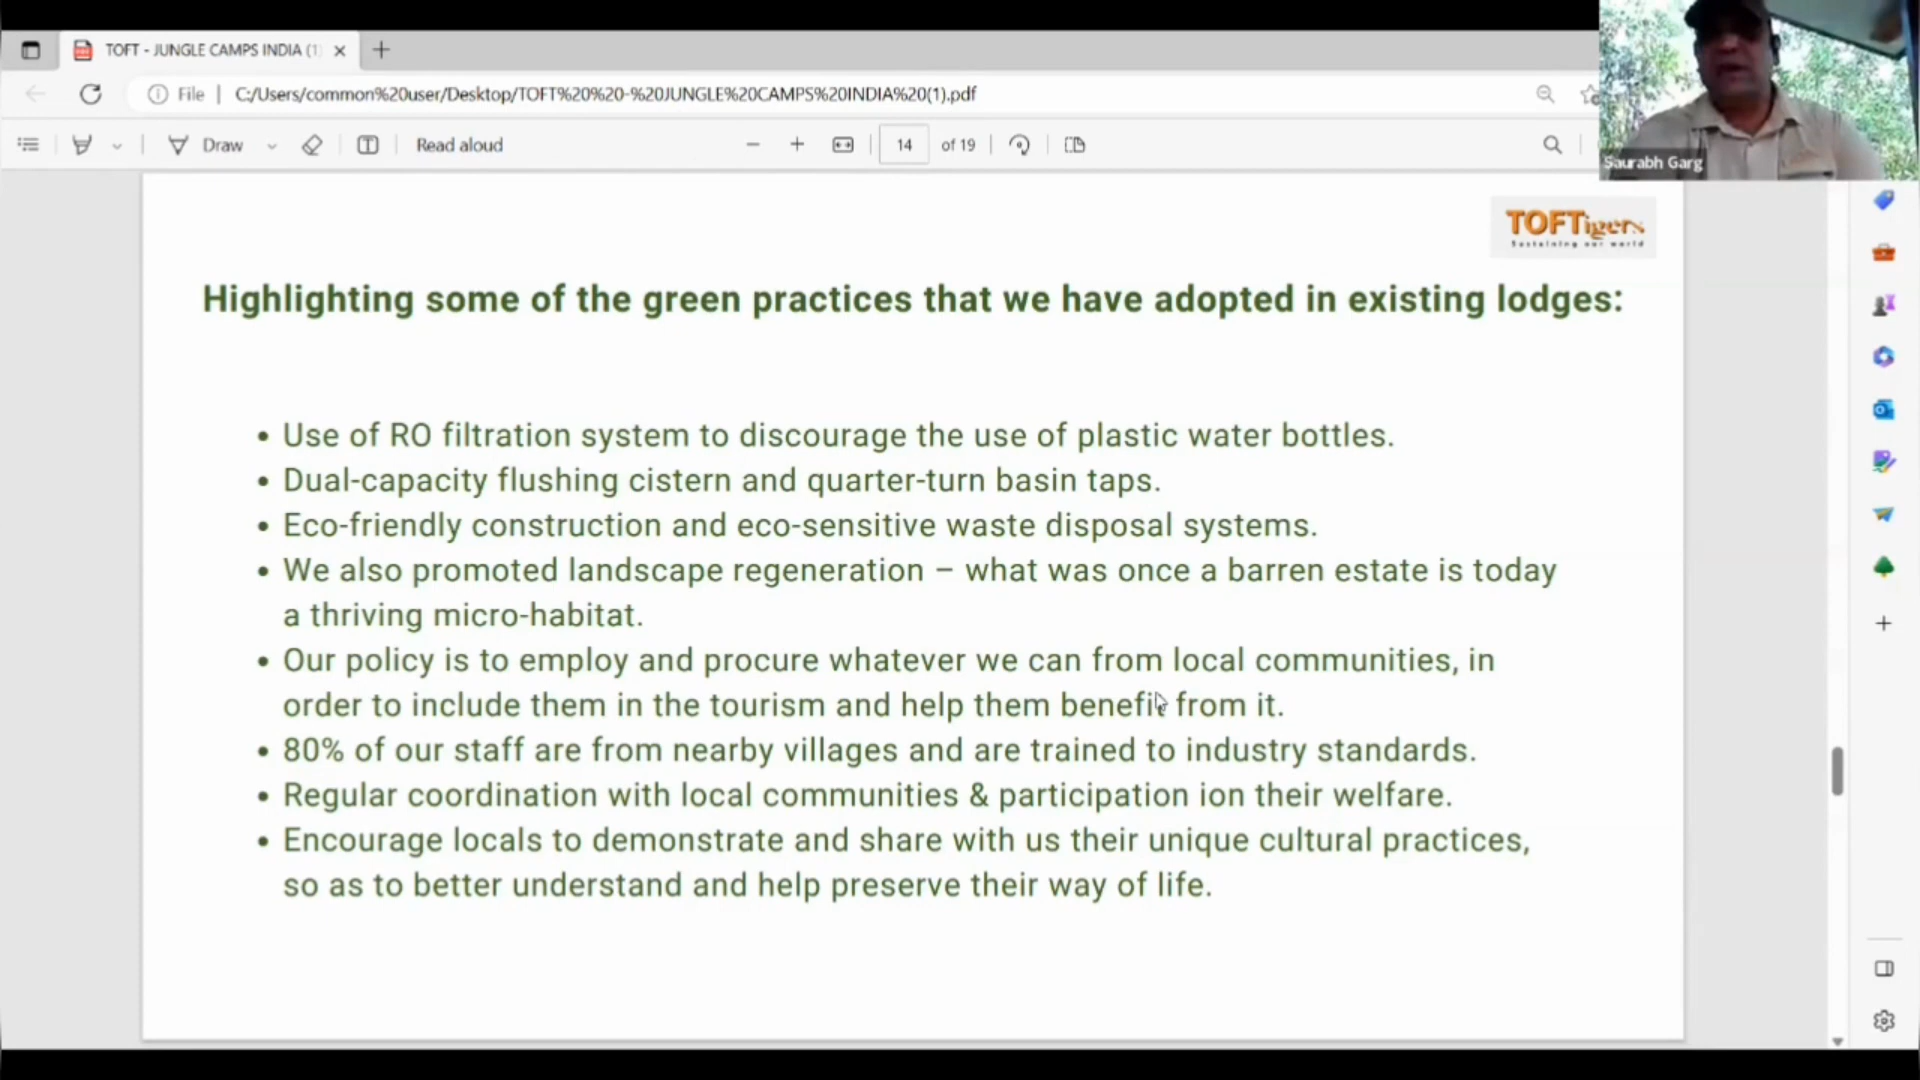 TOFT - JUNGLE CAMPS INDIA (1)
File
C:/Users/common%20user/Desktop/TOFT%20%20-%20JUNGLE%20CAMPS%20INDIA%20(1).pdf
Draw
Read aloud
14
of 19
Saurabh Garg
TOFTigers
Sustaining our world
Highlighting some of the green practices that we have adopted in existing lodges:
• Use of RO filtration system to discourage the use of plastic water bottles.
• Dual-capacity flushing cistern and quarter-turn basin taps.
• Eco-friendly construction and eco-sensitive waste disposal systems.
• We also promoted landscape regeneration – what was once a barren estate is today
a thriving micro-habitat.
• Our policy is to employ and procure whatever we can from local communities, in
order to include them in the tourism and help them benefit from it.
• 80% of our staff are from nearby villages and are trained to industry standards.
• Regular coordination with local communities & participation ion their welfare.
• Encourage locals to demonstrate and share with us their unique cultural practices,
so as to better understand and help preserve their way of life.